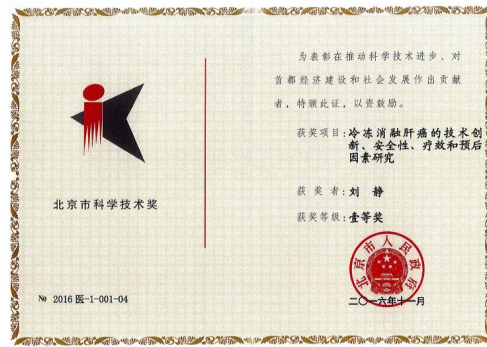 为表彰在推动科学技术进步、对
首都经济建设和社会发展作出贡献
者，特颁此证，以资鼓励。
获奖项目：冷冻消融肝癌的技术创
新、安全性、疗效和预后
因素研究
获 奖 者：刘 静
获奖等级：壹等奖
北京市人民政府
二〇一六年十一月
北京市科学技术奖
№ 2016 医-1-001-04